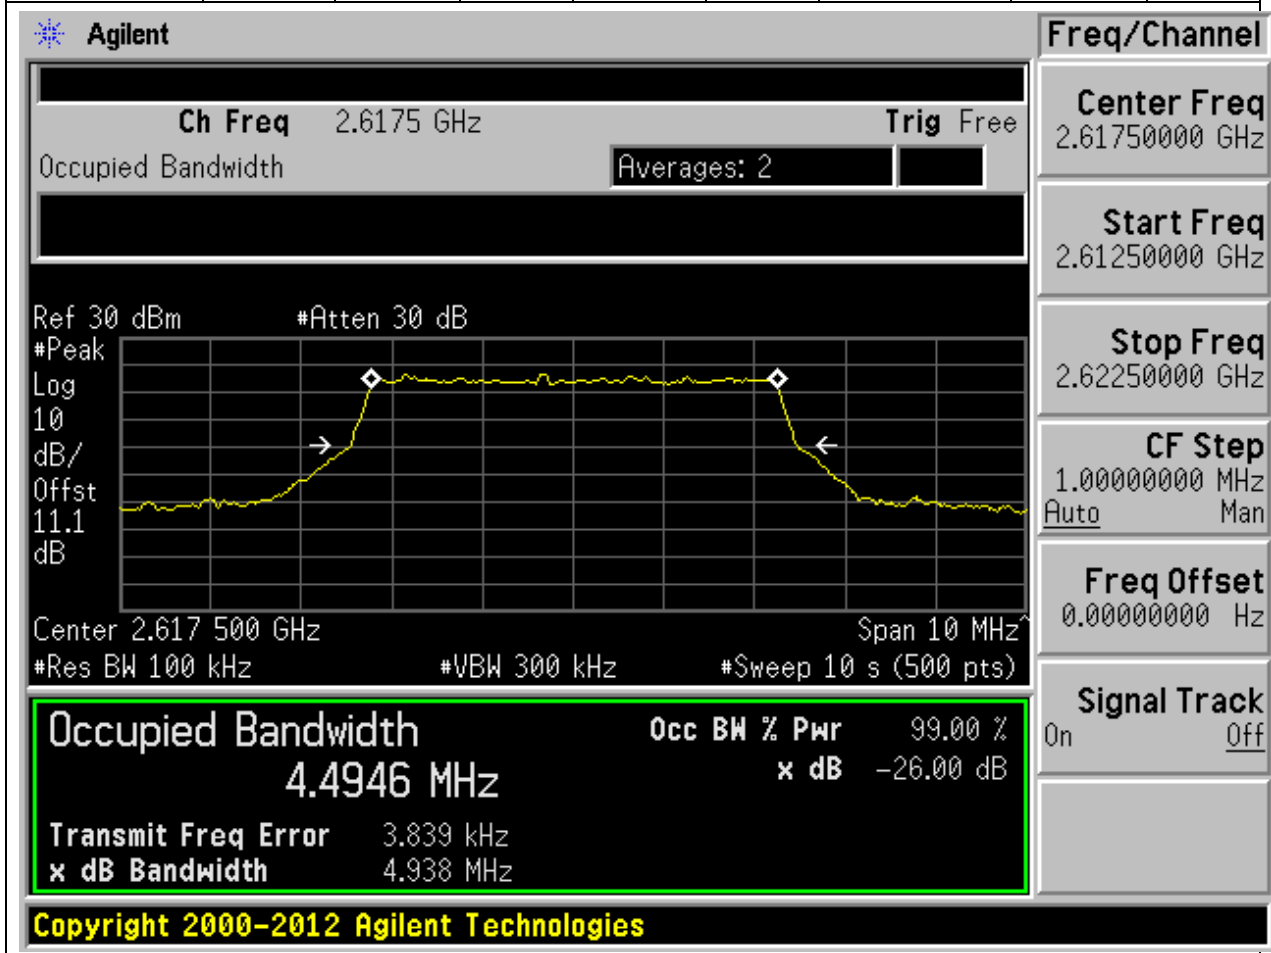 Agilent
Freq/Channel
Ch Freq 2.6175 GHz Trig Free
Occupied Bandwidth Averages: 2
Center Freq
2.61750000 GHz
Start Freq
2.61250000 GHz
Stop Freq
2.62250000 GHz
CF Step
1.00000000 MHz
Auto Man
Freq Offset
0.00000000 Hz
Signal Track
On Off
Ref 30 dBm #Atten 30 dB
#Peak
Log
10
dB/
Offst
11.1
dB
Center 2.617 500 GHz Span 10 MHz^
#Res BW 100 kHz #VBW 300 kHz #Sweep 10 s (500 pts)
Occupied Bandwidth Occ BW % Pwr 99.00 %
4.4946 MHz x dB -26.00 dB
Transmit Freq Error 3.839 kHz
x dB Bandwidth 4.938 MHz
Copyright 2000-2012 Agilent Technologies